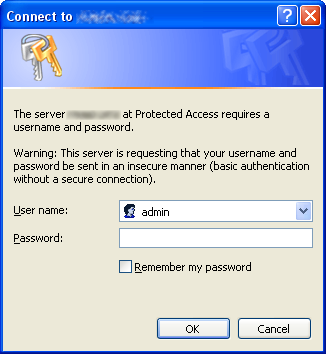 Connect to
The server at Protected Access requires a
username and password.
Warning: This server is requesting that your username and
password be sent in an insecure manner (basic authentication
without a secure connection).
User name:
admin
Password:
Remember my password
OK
Cancel